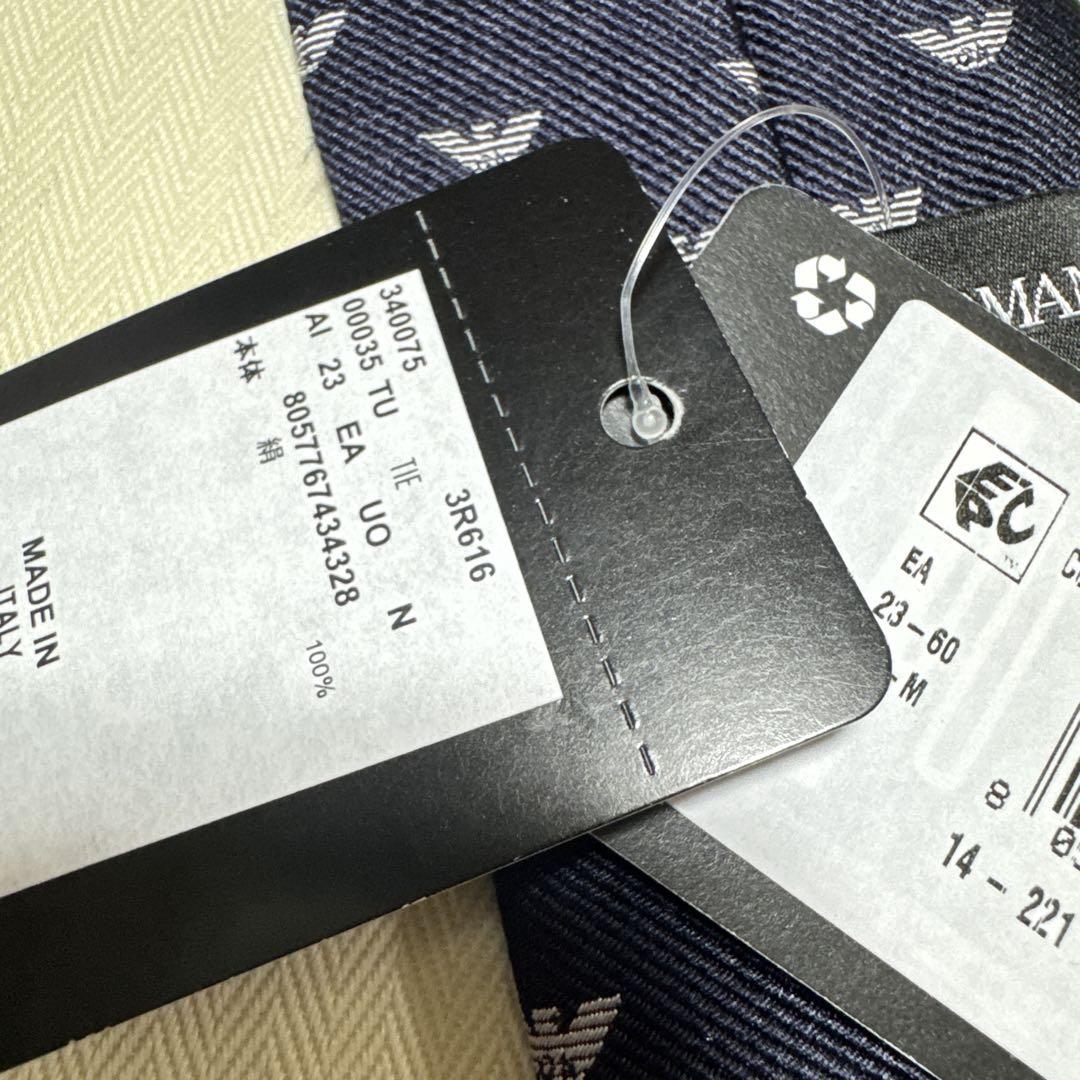 340075 3R616
00035 TU TIE
AI 23 EA UO N
8057767434328
本体 絹 100%
MADE IN
ITALY
MAN
EPC
EA
23-60
-M
8
14 - 221